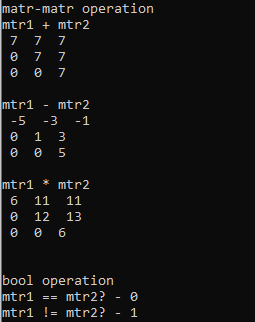 matr-matr operation
mtr1 + mtr2
7 7 7
0 7 7
0 0 7
mtr1 - mtr2
-5 -3 -1
0 1 3
0 0 5
mtr1 * mtr2
6 11 11
0 12 13
0 0 6
bool operation
mtr1 == mtr2? - 0
mtr1 != mtr2? - 1